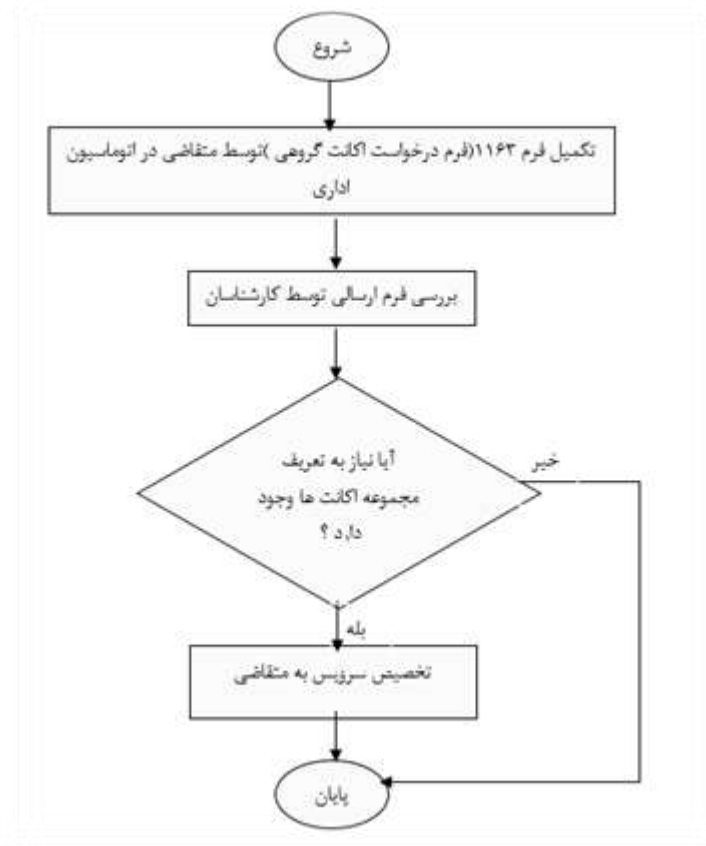 شروع
تکمیل فرم ۱۱۶۳(فرم درخواست اکانت گروهی )توسط متقاضی در اتوماسیون
اداری
بررسی فرم ارسالی توسط کارشناسان
آیا نیاز به تعریف
مجموعه اکانت ها وجود
دارد ؟
خیر
بله
تخصیص سرویس به متقاضی
پایان